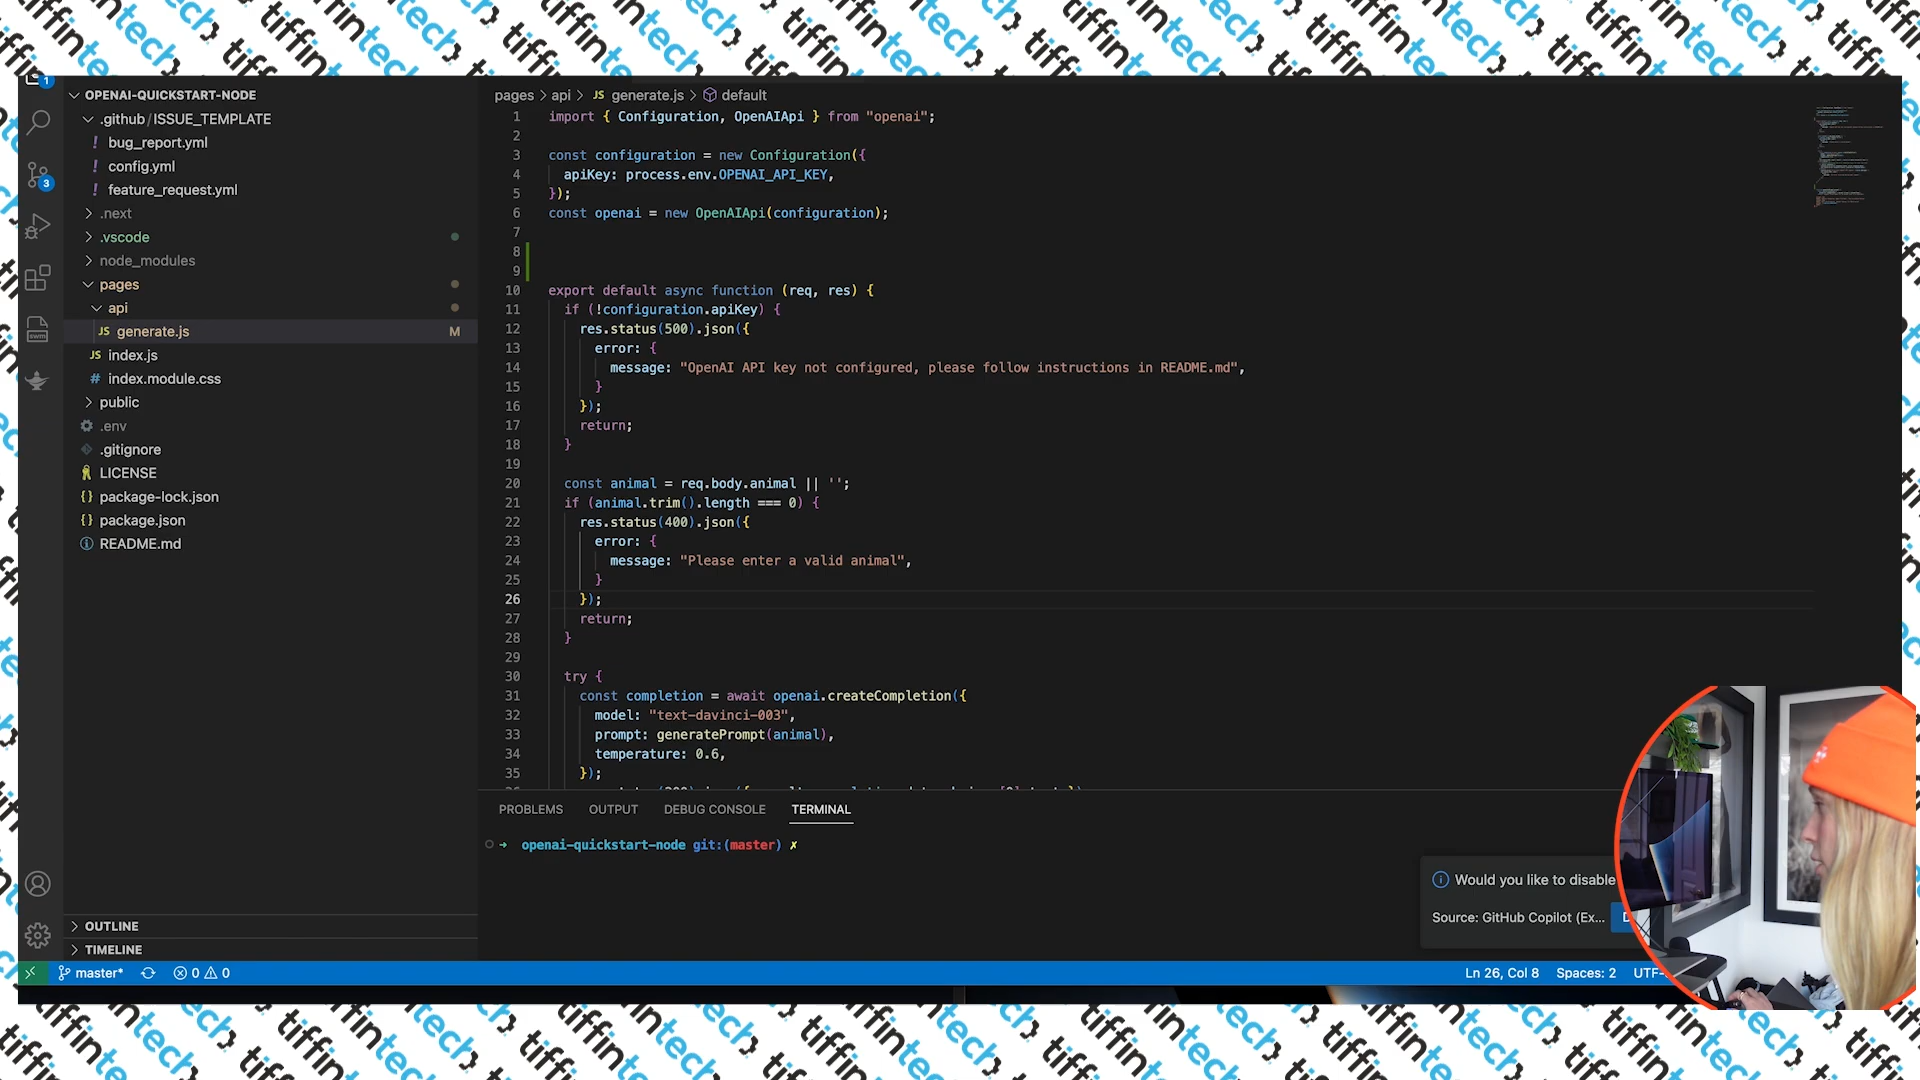 tiffintech
1
3
OPENAI-QUICKSTART-NODE
.github/ISSUE_TEMPLATE
! bug_report.yml
! config.yml
! feature_request.yml
.next
.vscode
node_modules
pages
api
JS generate.js M
JS index.js
# index.module.css
public
.env
.gitignore
LICENSE
{} package-lock.json
{} package.json
README.md
OUTLINE
TIMELINE
pages > api > JS generate.js > default
1 import { Configuration, OpenAIApi } from "openai";
2
3 const configuration = new Configuration({
4 apiKey: process.env.OPENAI_API_KEY,
5 });
6 const openai = new OpenAIApi(configuration);
7
8
9
10 export default async function (req, res) {
11 if (!configuration.apiKey) {
12 res.status(500).json({
13 error: {
14 message: "OpenAI API key not configured, please follow instructions in README.md",
15 }
16 });
17 return;
18 }
19
20 const animal = req.body.animal || '';
21 if (animal.trim().length === 0) {
22 res.status(400).json({
23 error: {
24 message: "Please enter a valid animal",
25 }
26 });
27 return;
28 }
29
30 try {
31 const completion = await openai.createCompletion({
32 model: "text-davinci-003",
33 prompt: generatePrompt(animal),
34 temperature: 0.6,
35 });
PROBLEMS OUTPUT DEBUG CONSOLE TERMINAL
→ openai-quickstart-node git:(master) ✗
Would you like to disable
Source: GitHub Copilot (Ex...
master* 0 0
Ln 26, Col 8 Spaces: 2 UTF-